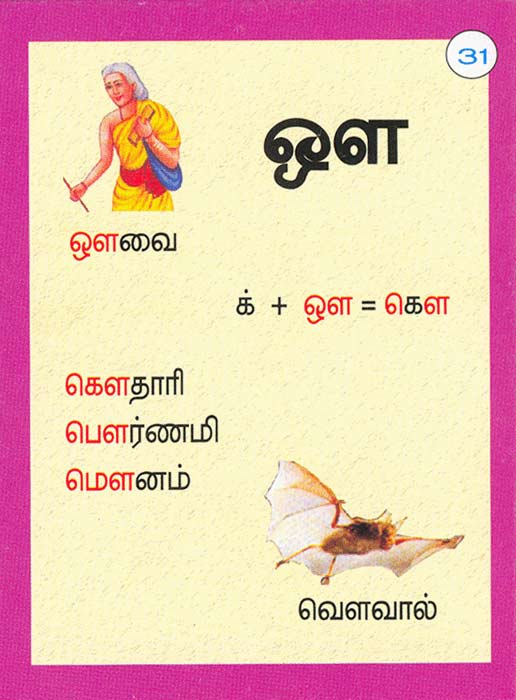 31
ஔ
ஔவை
க் + ஔ = கௌ
கௌதாரி
பௌர்ணமி
மௌனம்
வௌவால்